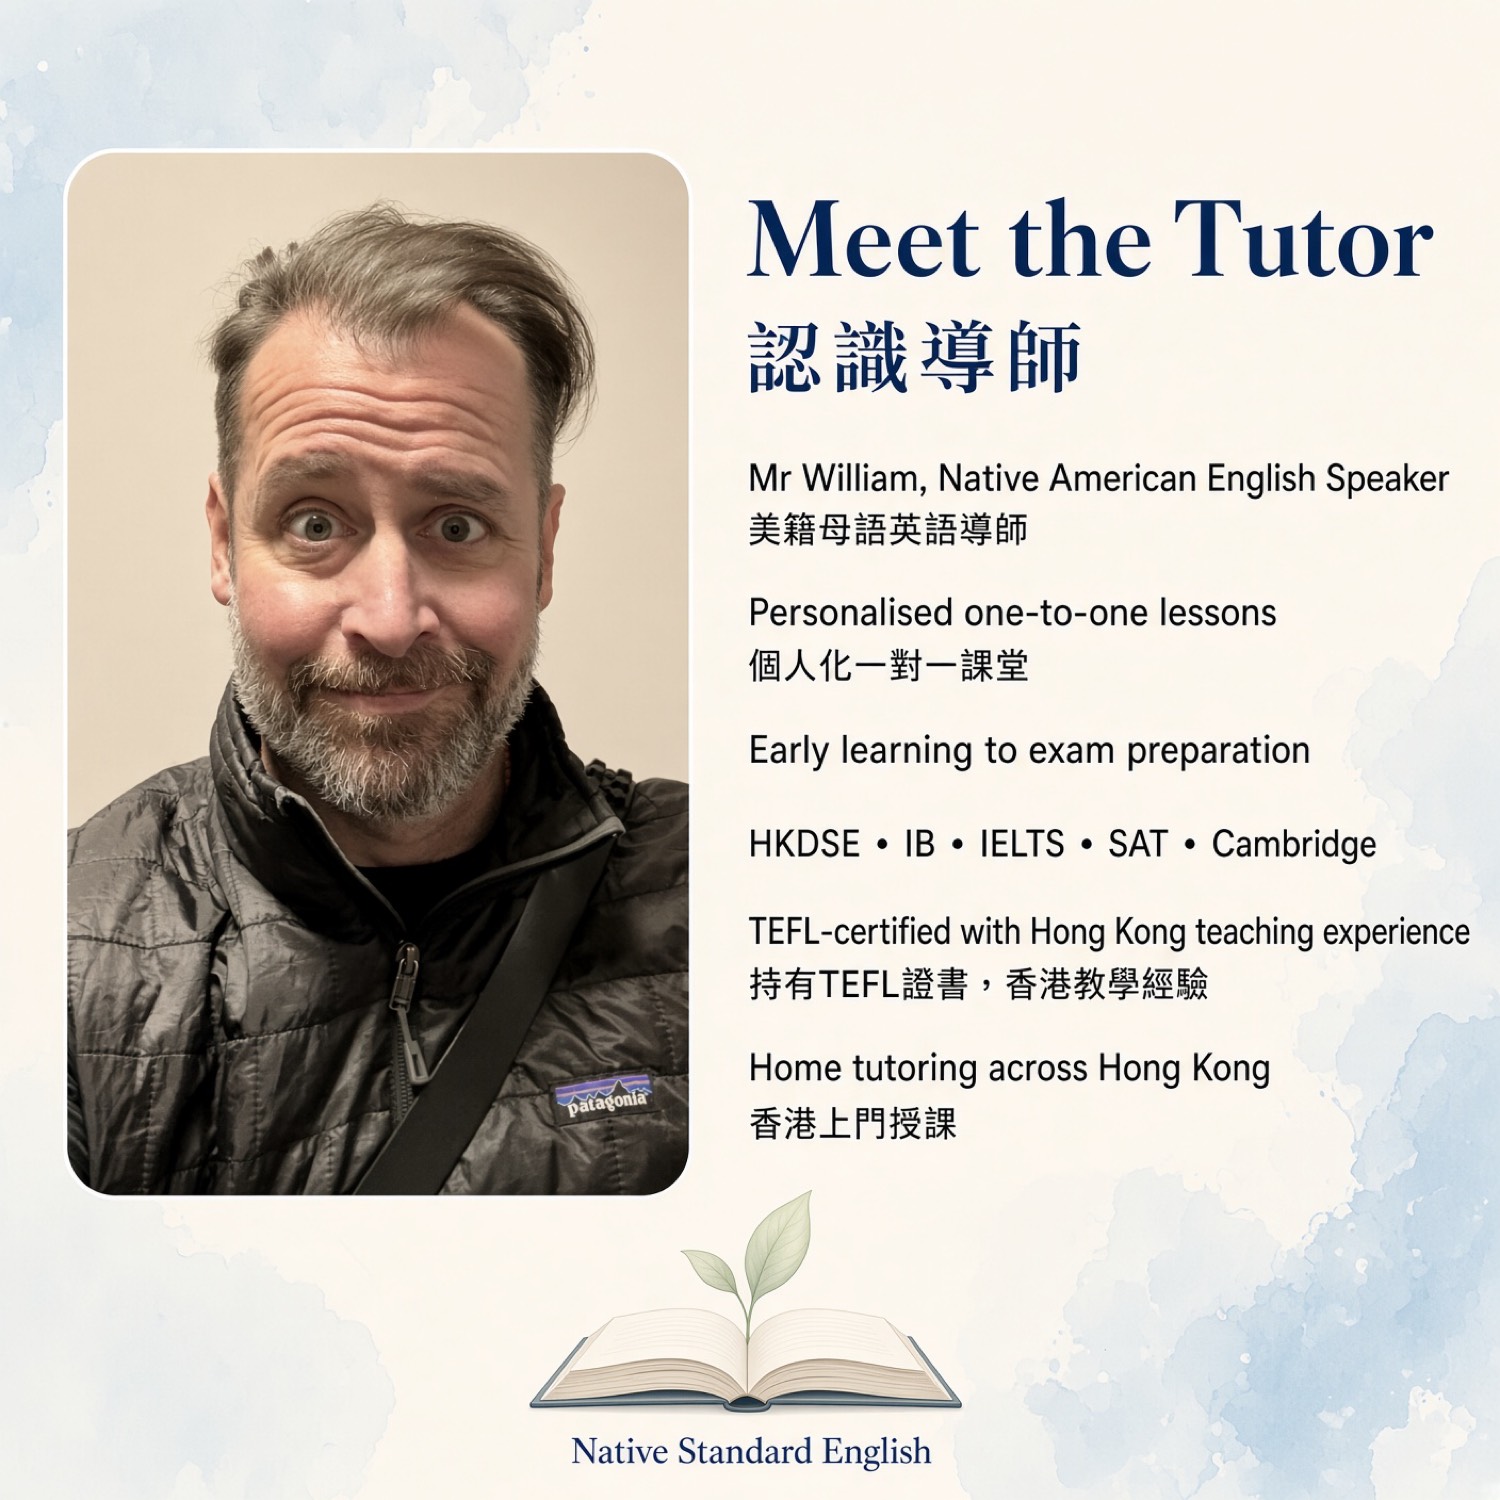 Meet the Tutor
認識導師
Mr William, Native American English Speaker
美籍母語英語導師
Personalised one-to-one lessons
個人化一對一課堂
Early learning to exam preparation
HKDSE • IB • IELTS • SAT • Cambridge
TEFL-certified with Hong Kong teaching experience
持有TEFL證書，香港教學經驗
Home tutoring across Hong Kong
香港上門授課
patagonia
Native Standard English